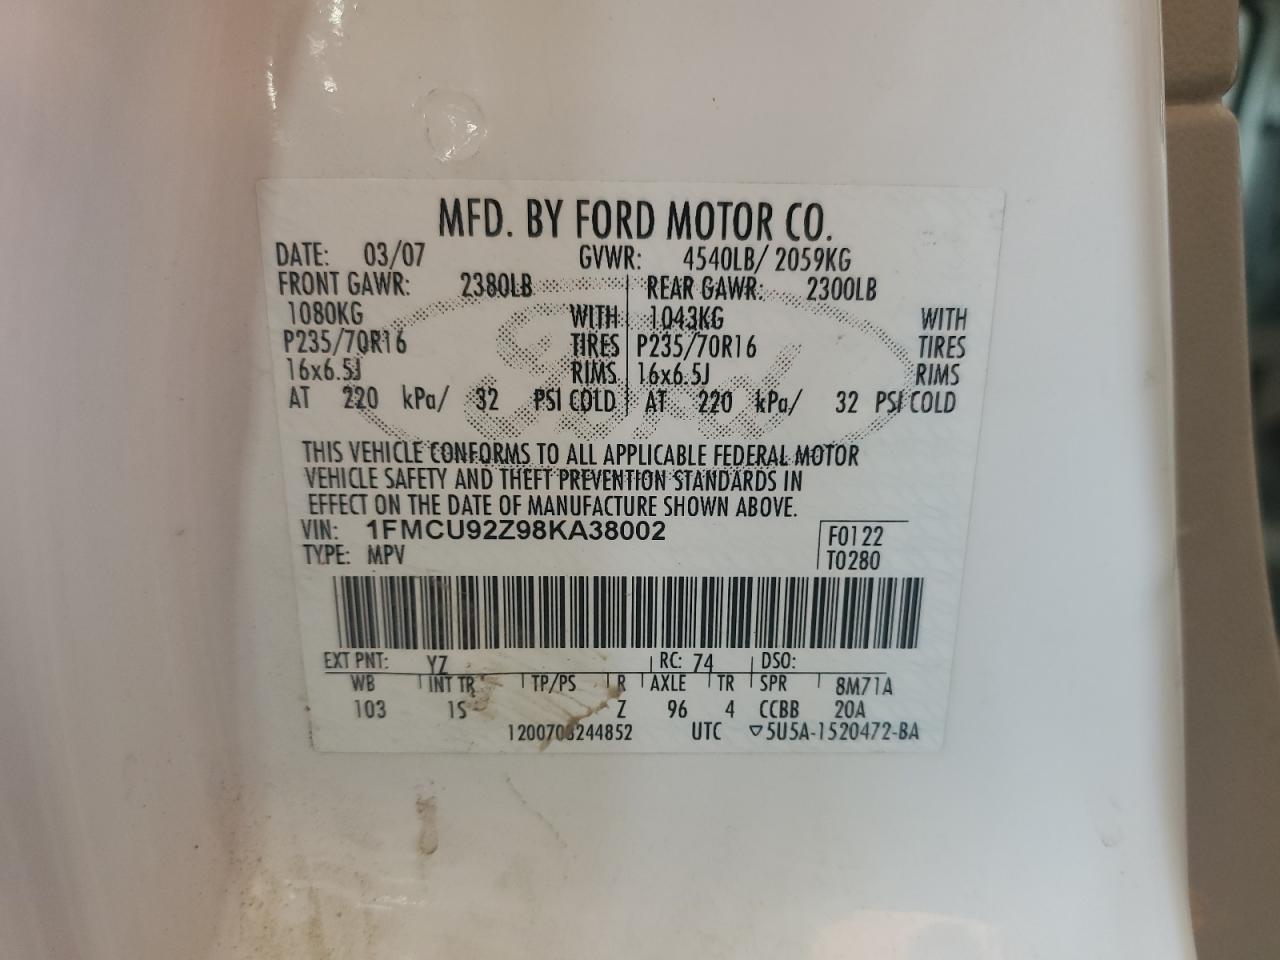 MFD. BY FORD MOTOR CO.
DATE: 03/07 GVWR: 4540LB/ 2059KG
FRONT GAWR: 2380LB REAR GAWR: 2300LB
1080KG WITH 1043KG WITH
P235/70R16 TIRES P235/70R16 TIRES
16x6.5J RIMS 16x6.5J RIMS
AT 220 kPa/ 32 PSI COLD AT 220 kPa/ 32 PSI COLD
Ford
THIS VEHICLE CONFORMS TO ALL APPLICABLE FEDERAL MOTOR
VEHICLE SAFETY AND THEFT PREVENTION STANDARDS IN
EFFECT ON THE DATE OF MANUFACTURE SHOWN ABOVE.
VIN: 1FMCU92Z98KA38002 F0122
TYPE: MPV T0280
EXT PNT: YZ RC: 74 DSO:
WB INT TR TP/PS R AXLE TR SPR 8M71A
103 1S Z 96 4 CCBB 20A
1200703244852 UTC ▽5U5A-1520472-BA